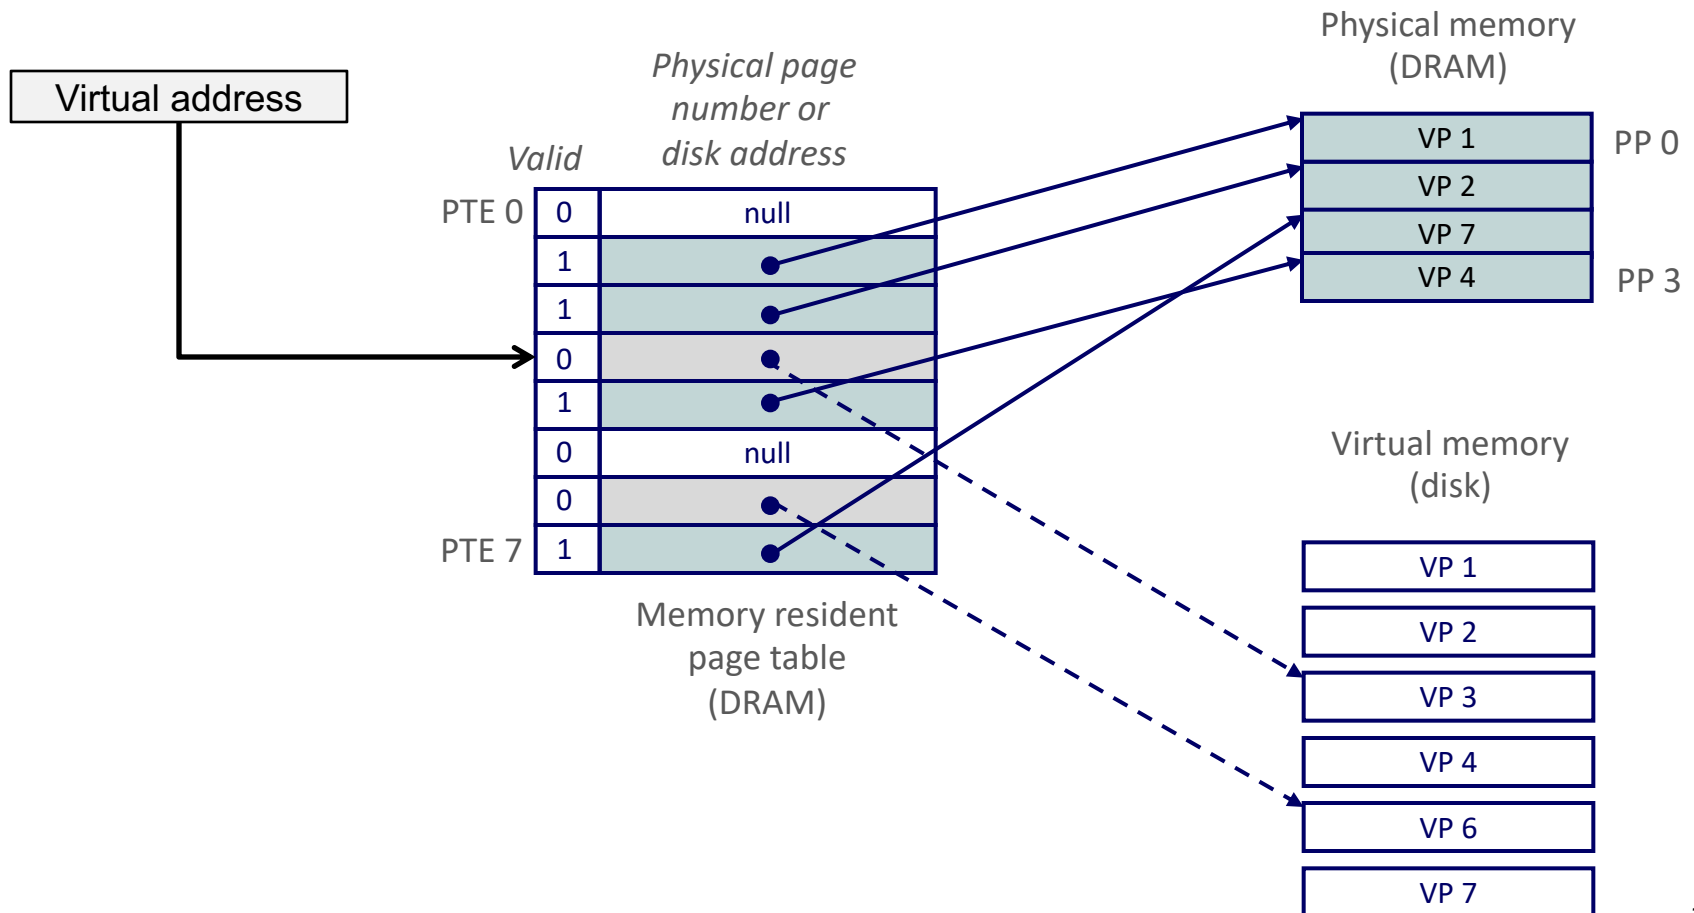 Virtual address
Physical page
number or
disk address
Valid
PTE 0
0
null
1
1
0
1
0
null
0
PTE 7
1
Memory resident
page table
(DRAM)
Physical memory
(DRAM)
VP 1
PP 0
VP 2
VP 7
VP 4
PP 3
Virtual memory
(disk)
VP 1
VP 2
VP 3
VP 4
VP 6
VP 7